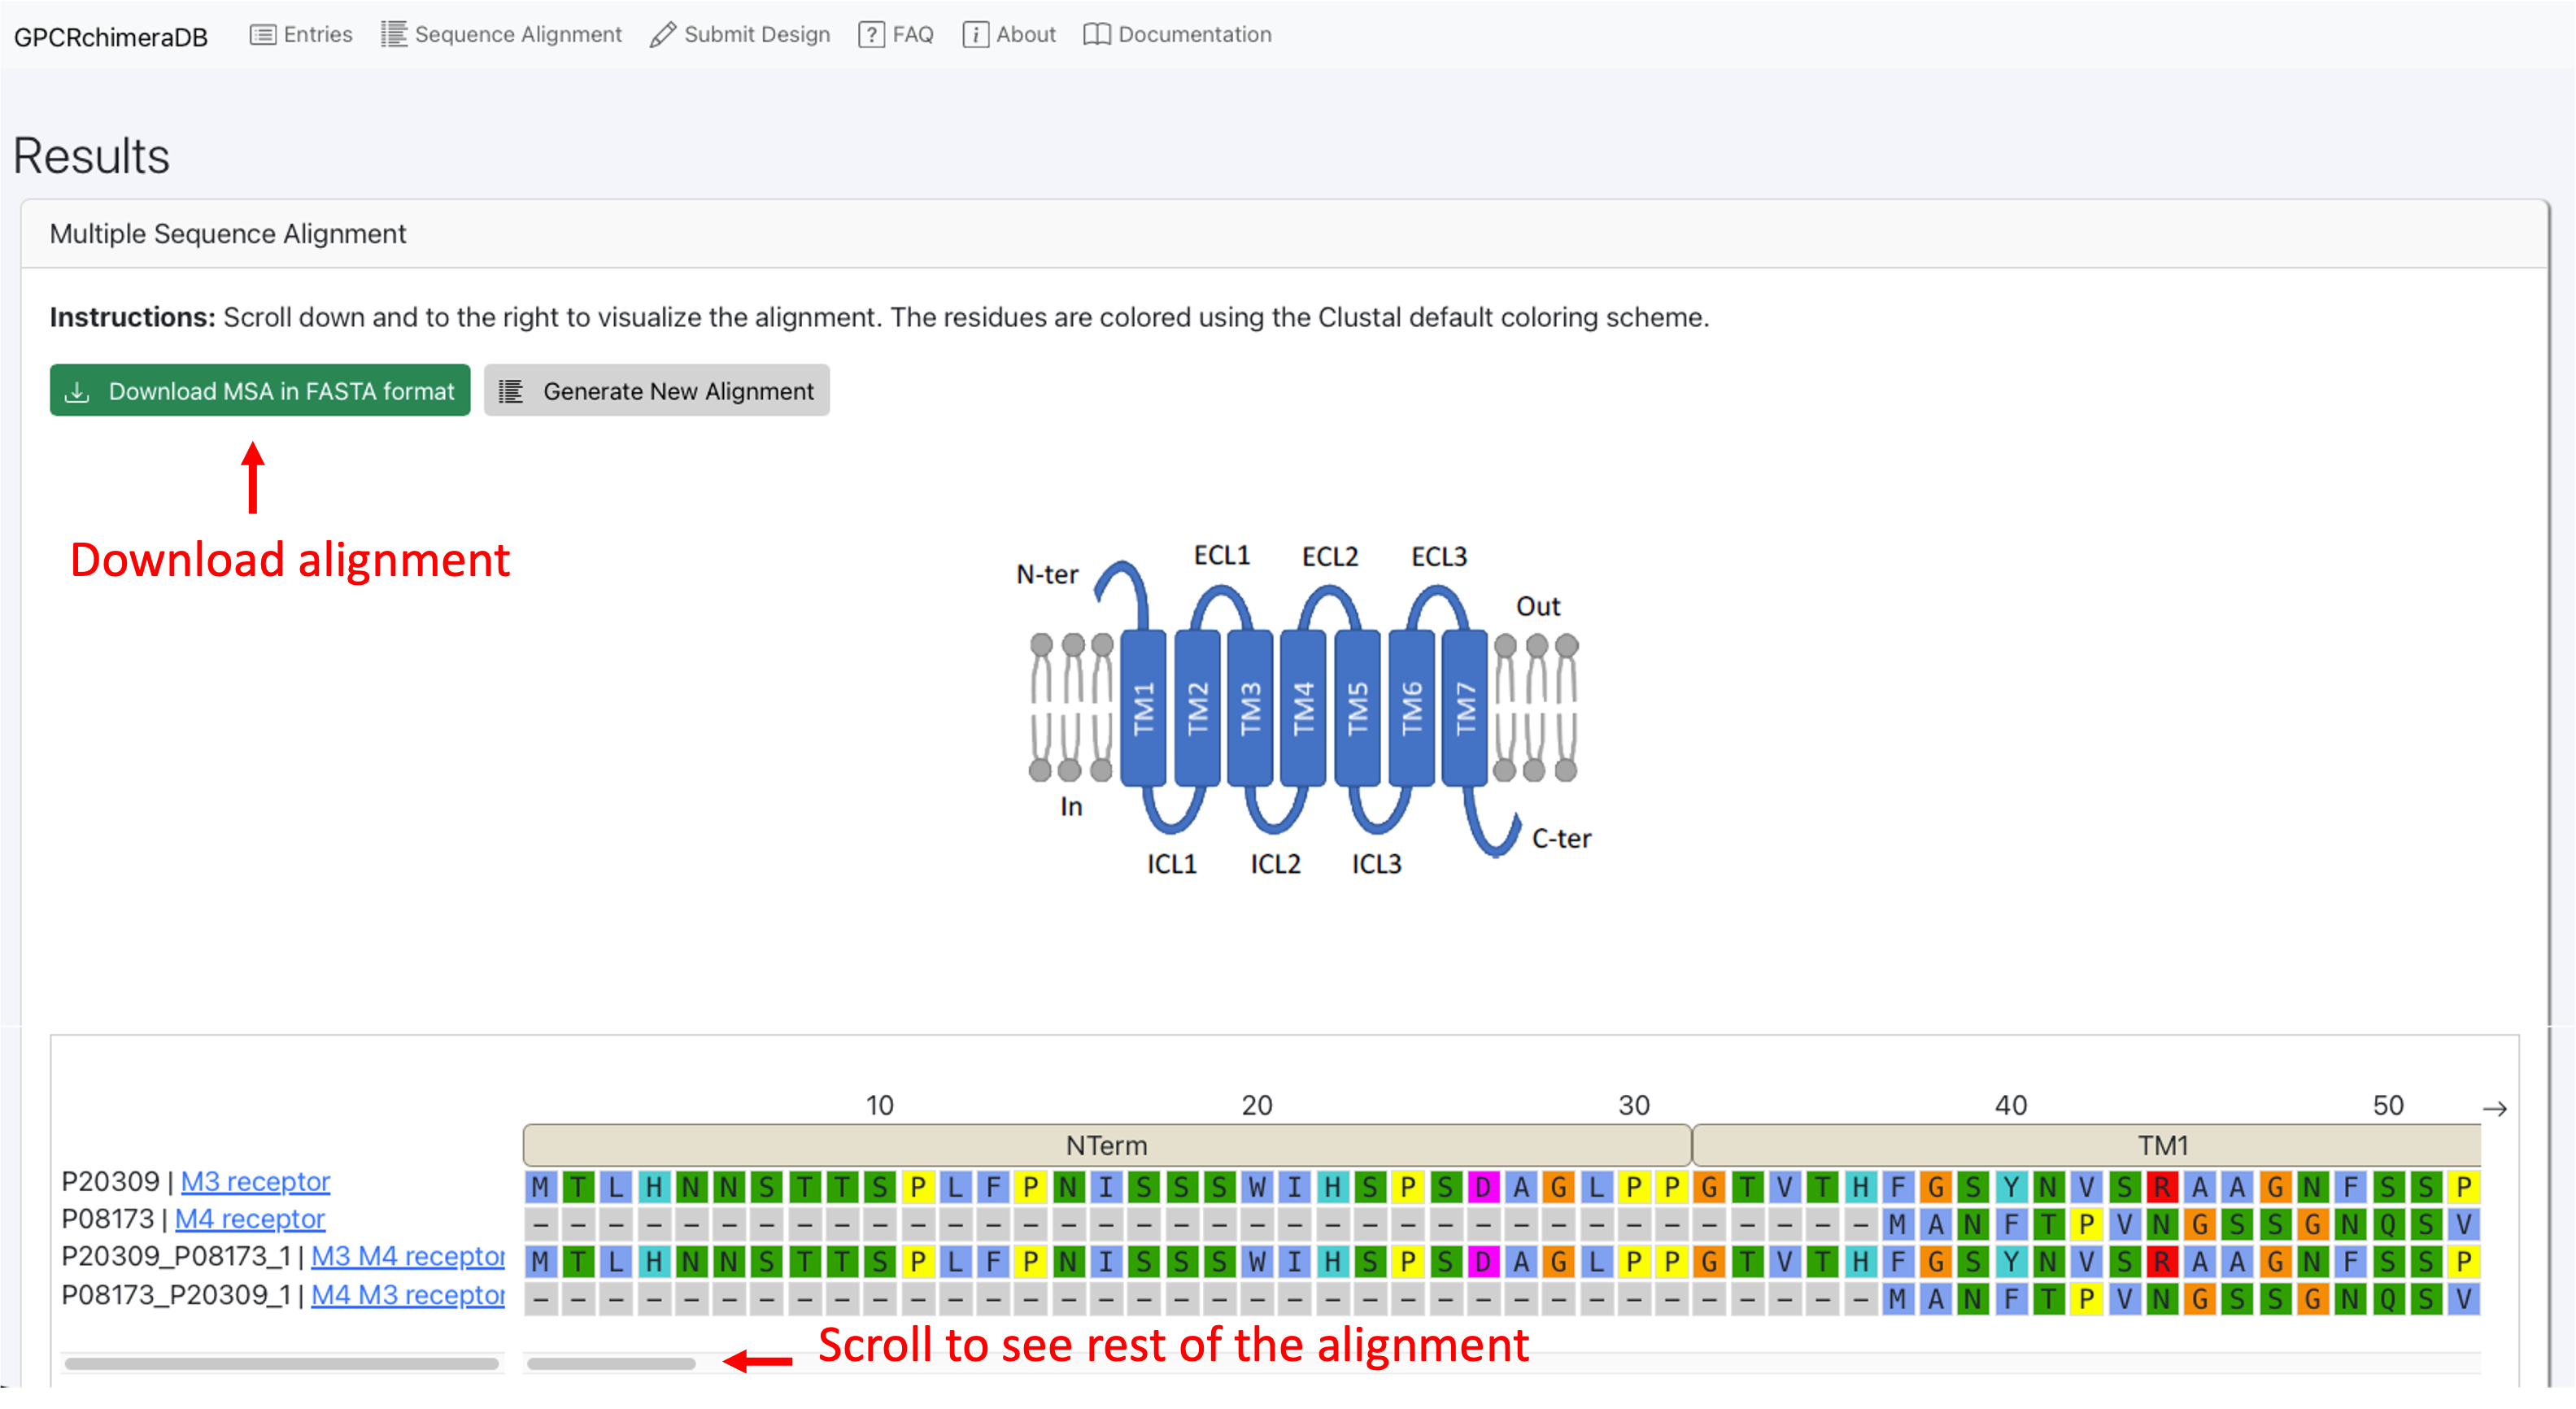 GPCRchimeraDB Entries Sequence Alignment Submit Design ? FAQ i About Documentation
Results
Multiple Sequence Alignment
Instructions: Scroll down and to the right to visualize the alignment. The residues are colored using the Clustal default coloring scheme.
Download MSA in FASTA format Generate New Alignment
Download alignment
N-ter ECL1 ECL2 ECL3 Out
TM1 TM2 TM3 TM4 TM5 TM6 TM7
In ICL1 ICL2 ICL3 C-ter
10 20 30 40 50 →
NTerm TM1
P20309 | M3 receptor M T L H N N S T T S P L F P N I S S S W I H S P S D A G L P P G T V T H F G S Y N V S R A A G N F S S P
P08173 | M4 receptor – – – – – – – – – – – – – – – – – – – – – – – – – – – – – – – – – – – – M A N F T P V N G S S G N Q S V
P20309_P08173_1 | M3 M4 receptor M T L H N N S T T S P L F P N I S S S W I H S P S D A G L P P G T V T H F G S Y N V S R A A G N F S S P
P08173_P20309_1 | M4 M3 receptor – – – – – – – – – – – – – – – – – – – – – – – – – – – – – – – – – – – – M A N F T P V N G S S G N Q S V
Scroll to see rest of the alignment